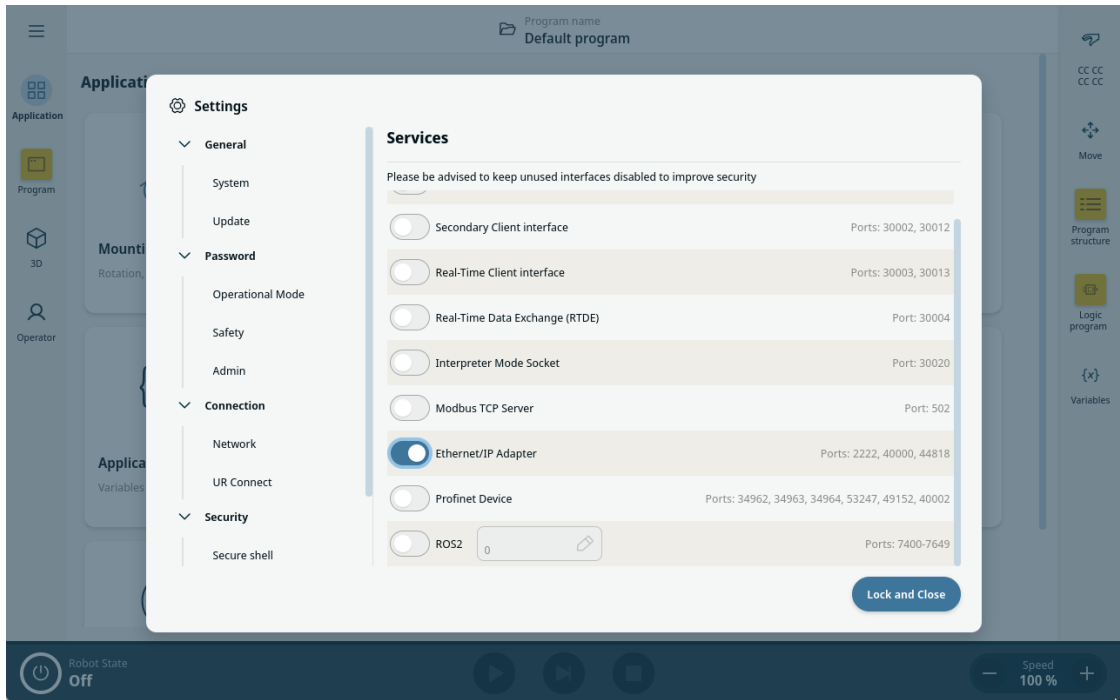 Program name
Default program
Applicati
Application
Program
3D
Operator
Mounti
Rotation,
Applica
Variables
Settings
General
System
Update
Password
Operational Mode
Safety
Admin
Connection
Network
UR Connect
Security
Secure shell
Services
Please be advised to keep unused interfaces disabled to improve security
Secondary Client interface Ports: 30002, 30012
Real-Time Client interface Ports: 30003, 30013
Real-Time Data Exchange (RTDE) Port: 30004
Interpreter Mode Socket Port: 30020
Modbus TCP Server Port: 502
Ethernet/IP Adapter Ports: 2222, 40000, 44818
Profinet Device Ports: 34962, 34963, 34964, 53247, 49152, 40002
ROS2 0 Ports: 7400-7649
Lock and Close
CC CC
CC CC
Move
Program
structure
Logic
program
{x}
Variables
Robot State
Off
Speed
100 %